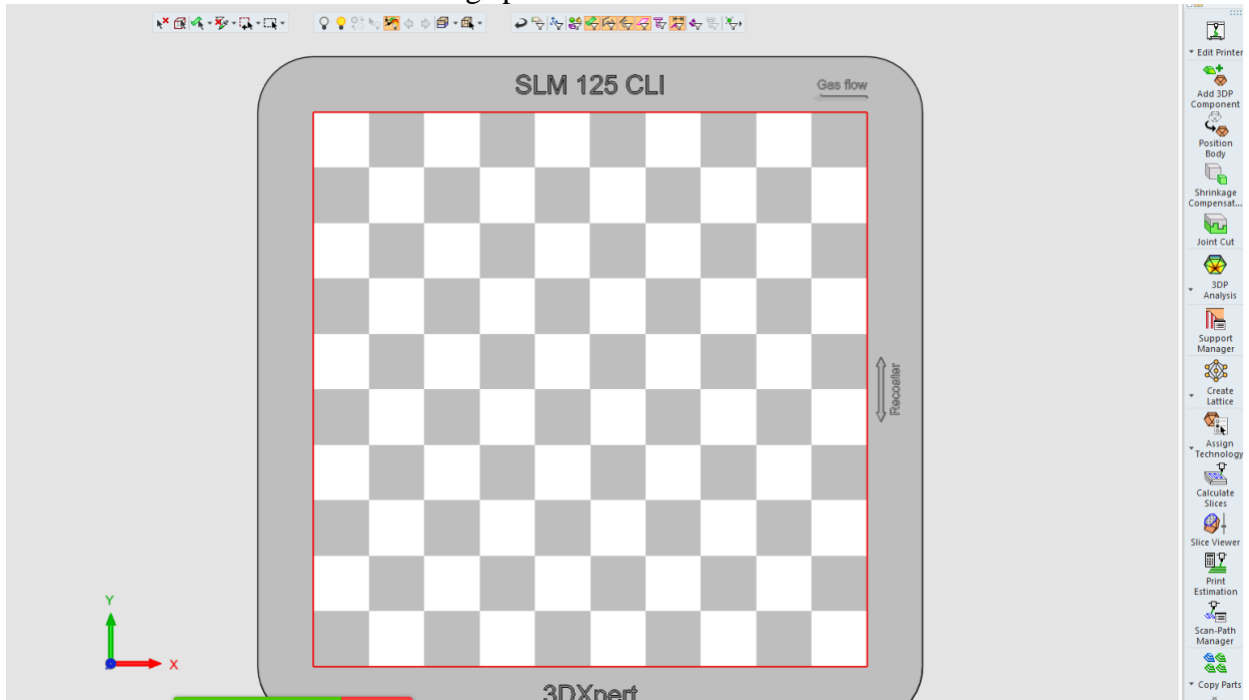 SLM 125 CLI
Gas flow
Recoater
3DXpert
Y
X
Edit Printer
Add 3DP
Component
Position
Body
Shrinkage
Compensat...
Joint Cut
3DP
Analysis
Support
Manager
Create
Lattice
Assign
Technology
Calculate
Slices
Slice Viewer
Print
Estimation
Scan-Path
Manager
Copy Parts